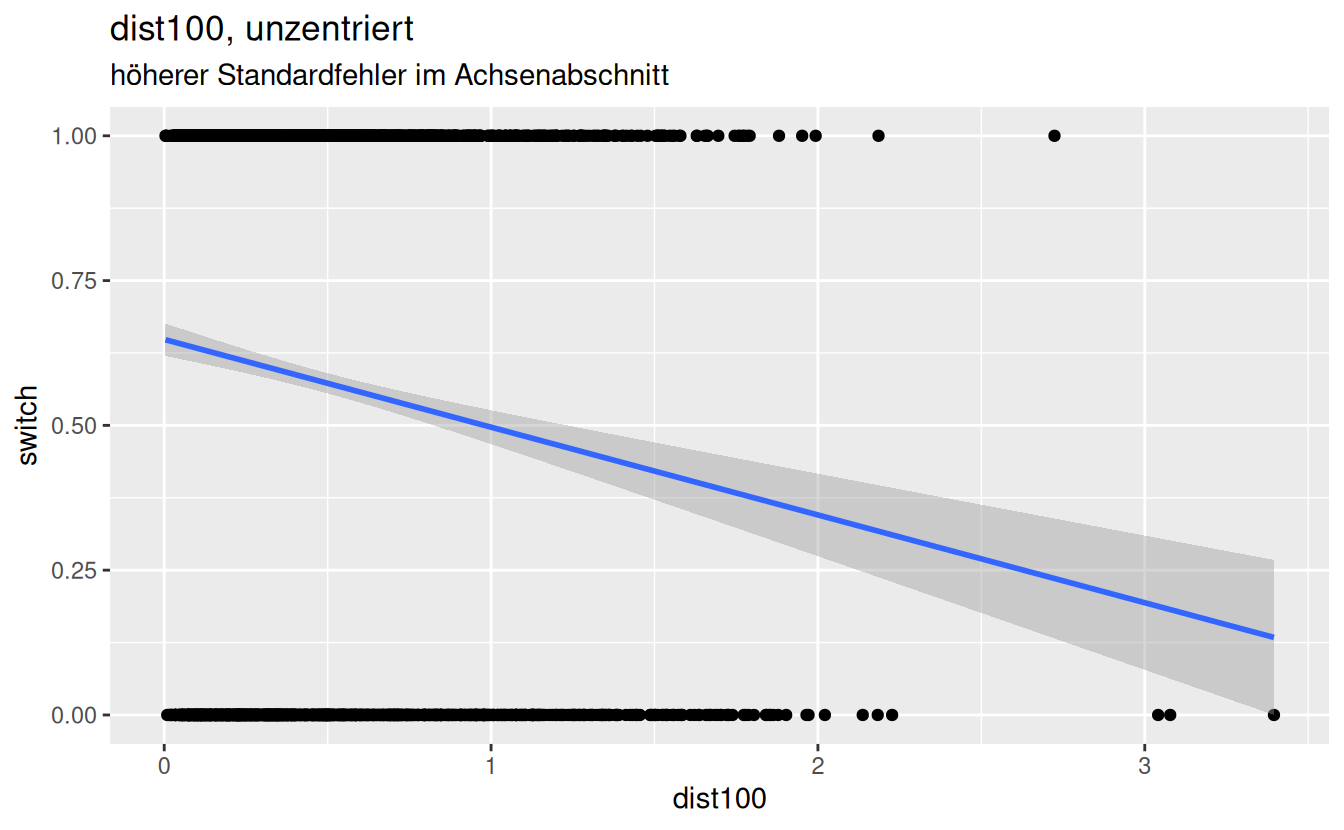 dist100, unzentriert
höherer Standardfehler im Achsenabschnitt
1.00
0.75
0.50
0.25
0.00
switch
0 1 2 3
dist100